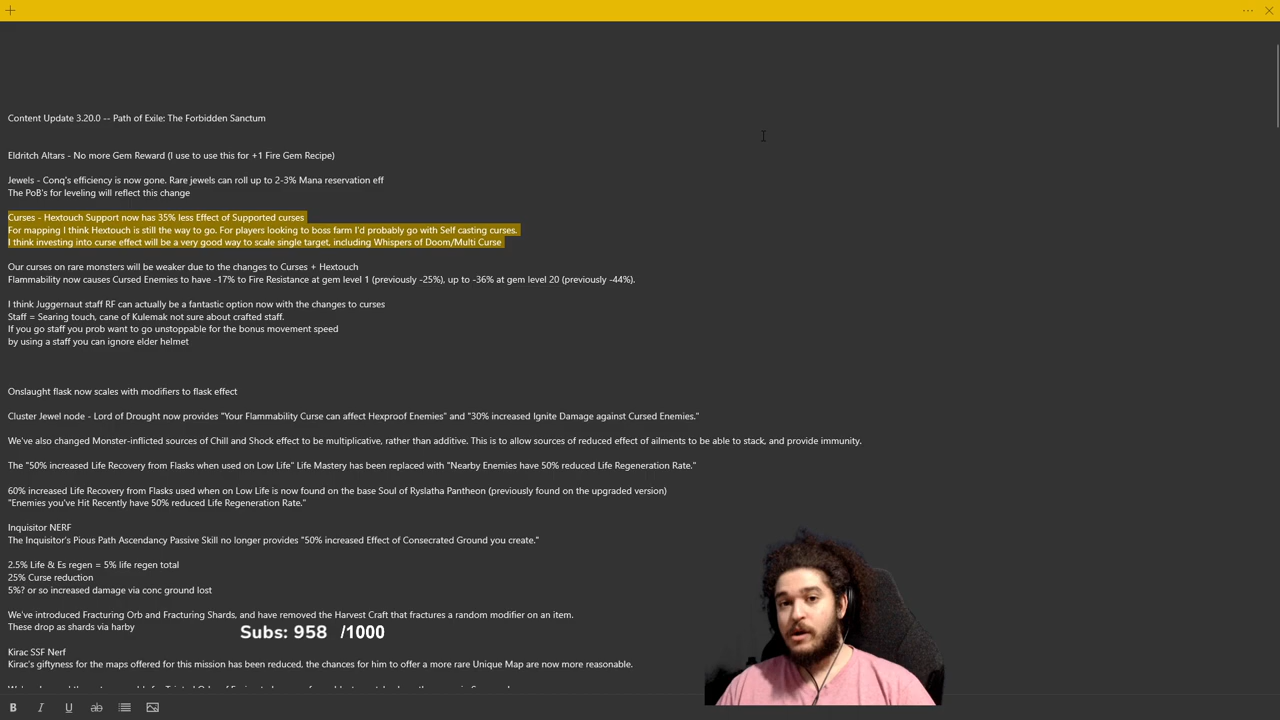 Content Update 3.20.0 -- Path of Exile: The Forbidden Sanctum
Eldritch Altars - No more Gem Reward (I use to use this for +1 Fire Gem Recipe)
Jewels - Conq's efficiency is now gone. Rare jewels can roll up to 2-3% Mana reservation eff
The PoB's for leveling will reflect this change
Curses - Hextouch Support now has 35% less Effect of Supported curses
For mapping I think Hextouch is still the way to go. For players looking to boss farm I'd probably go with Self casting curses.
I think investing into curse effect will be a very good way to scale single target, including Whispers of Doom/Multi Curse
Our curses on rare monsters will be weaker due to the changes to Curses + Hextouch
Flammability now causes Cursed Enemies to have -17% to Fire Resistance at gem level 1 (previously -25%), up to -36% at gem level 20 (previously -44%).
I think Juggernaut staff RF can actually be a fantastic option now with the changes to curses
Staff = Searing touch, cane of Kulemak not sure about crafted staff.
If you go staff you prob want to go unstoppable for the bonus movement speed
by using a staff you can ignore elder helmet
Onslaught flask now scales with modifiers to flask effect
Cluster Jewel node - Lord of Drought now provides "Your Flammability Curse can affect Hexproof Enemies" and "30% increased Ignite Damage against Cursed Enemies."
We've also changed Monster-inflicted sources of Chill and Shock effect to be multiplicative, rather than additive. This is to allow sources of reduced effect of ailments to be able to stack, and provide immunity.
The "50% increased Life Recovery from Flasks when used on Low Life" Life Mastery has been replaced with "Nearby Enemies have 50% reduced Life Regeneration Rate."
60% increased Life Recovery from Flasks used when on Low Life is now found on the base Soul of Ryslatha Pantheon (previously found on the upgraded version)
"Enemies you've Hit Recently have 50% reduced Life Regeneration Rate."
Inquisitor NERF
The Inquisitor's Pious Path Ascendancy Passive Skill no longer provides "50% increased Effect of Consecrated Ground you create."
2.5% Life & Es regen = 5% life regen total
25% Curse reduction
5%? or so increased damage via conc ground lost
We've introduced Fracturing Orb and Fracturing Shards, and have removed the Harvest Craft that fractures a random modifier on an item.
These drop as shards via harby
Subs: 958 /1000
Kirac SSF Nerf
Kirac's giftyness for the maps offered for this mission has been reduced, the chances for him to offer a more rare Unique Map are now more reasonable.
B I U ab